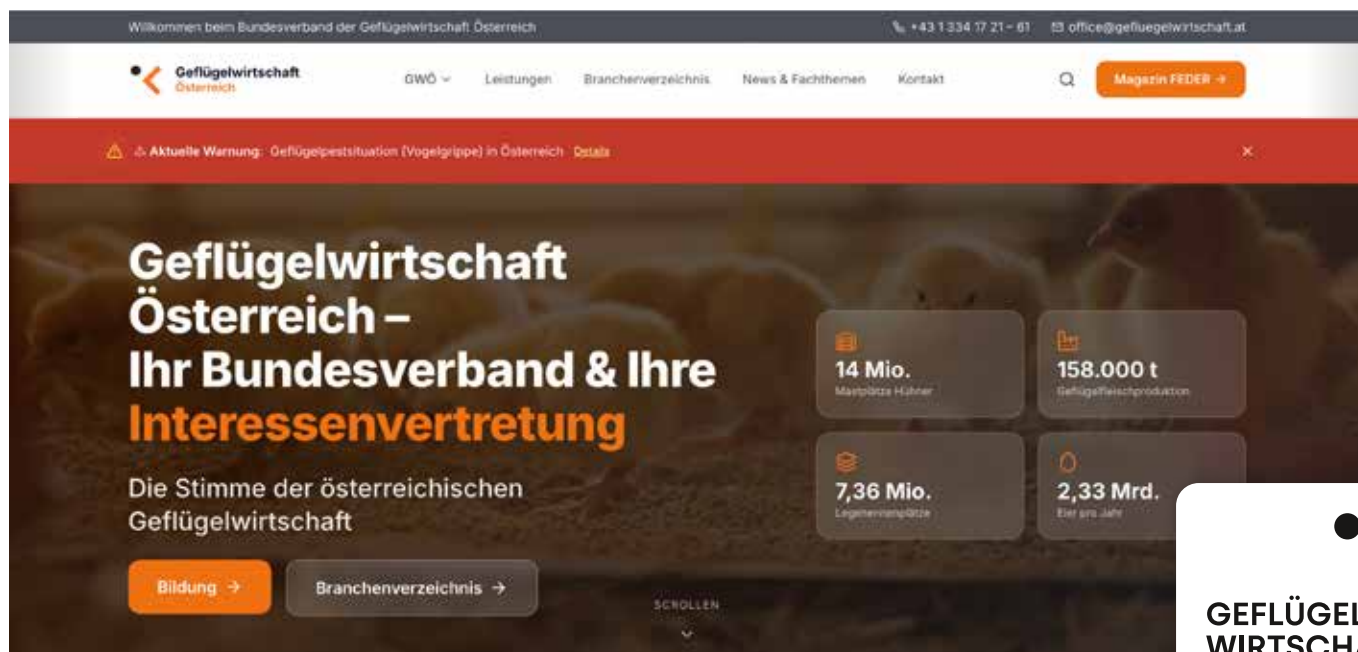 Willkommen beim Bundesverband der Geflügelwirtschaft Österreich
+43 1 334 17 21 – 61
office@gefluegelwirtschaft.at
Geflügelwirtschaft
Österreich
GWÖ
Leistungen
Branchenverzeichnis
News & Fachthemen
Kontakt
Magazin FEDER →
⚠ Aktuelle Warnung: Geflügelpestsituation (Vogelgrippe) in Österreich Details
Geflügelwirtschaft
Österreich –
Ihr Bundesverband & Ihre
Interessenvertretung
Die Stimme der österreichischen
Geflügelwirtschaft
Bildung →
Branchenverzeichnis →
14 Mio.
Mastplätze Hühner
158.000 t
Geflügelfleischproduktion
7,36 Mio.
Legehennenplätze
2,33 Mrd.
Eier pro Jahr
SCROLLEN
GEFLÜGEL